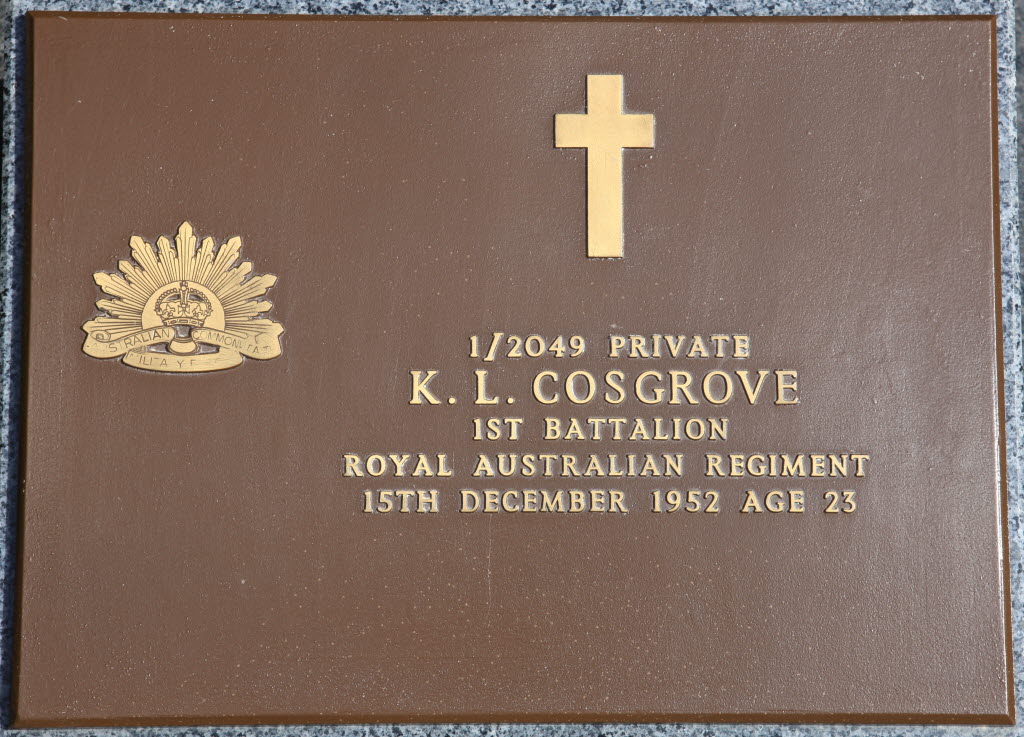 1/2049 PRIVATE
K. L. COSGROVE
1ST BATTALION
ROYAL AUSTRALIAN REGIMENT
15TH DECEMBER 1952 AGE 23